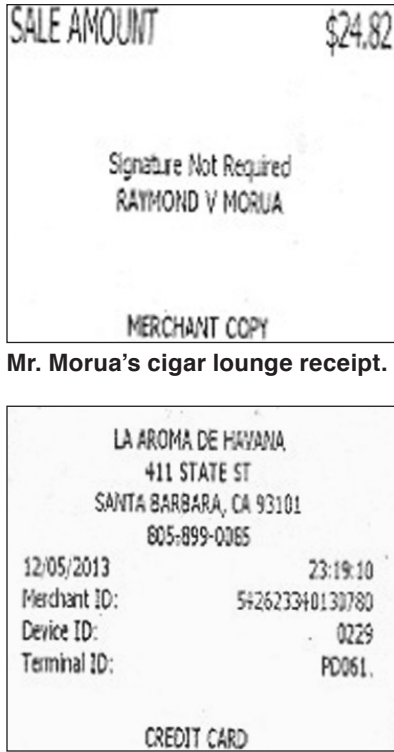 SALE AMOUNT $24.82
Signature Not Required
RAYMOND V MORUA
MERCHANT COPY
Mr. Morua's cigar lounge receipt.
LA AROMA DE HAVANA
411 STATE ST
SANTA BARBARA, CA 93101
805-899-0085
12/05/2013 23:19:10
Merchant ID: 542623340130780
Device ID: 0229
Terminal ID: PD061.
CREDIT CARD